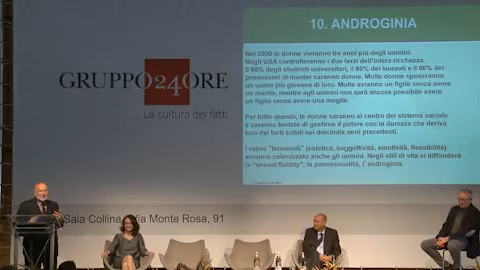 10. ANDROGINIA
Nel 2030 le donne vivranno tre anni più degli uomini.
Negli USA controlleranno i due terzi dell'intera ricchezza.
Il 60% degli studenti universitari, il 60% dei laureati e il 60% dei
possessori di master saranno donne. Molte donne sposeranno
un uomo più giovane di loro. Molte avranno un figlio senza avere
un marito, mentre agli uomini non sarà ancora possibile avere
un figlio senza avere una moglie.
Per tutto questo, le donne saranno al centro del sistema sociale
e saranno tentate di gestire il potere con la durezza che deriva
loro dai torti subiti nei diecimila anni precedenti.
I valori "femminili" (estetica, soggettività, emotività, flessibilità)
avranno colonizzato anche gli uomini. Negli stili di vita si diffonderà
la "sexual fluidity", la pansessualità, l'androginia.
GRUPPO24ORE
La cultura dei fatti
Sala Collina, Via Monte Rosa, 91